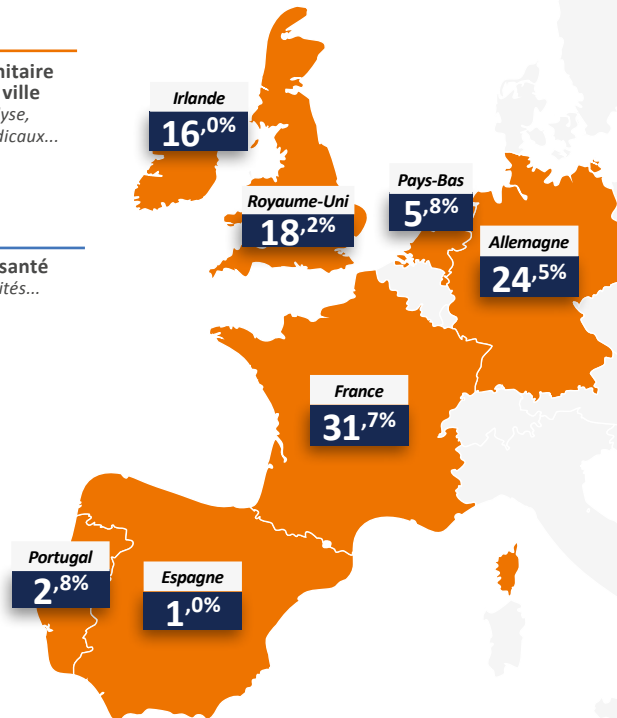 nitaire
ville
lyse,
dicaux...
santé
ités...
Irlande
16,0%
Royaume-Uni
18,2%
Pays-Bas
5,8%
Allemagne
24,5%
France
31,7%
Portugal
2,8%
Espagne
1,0%